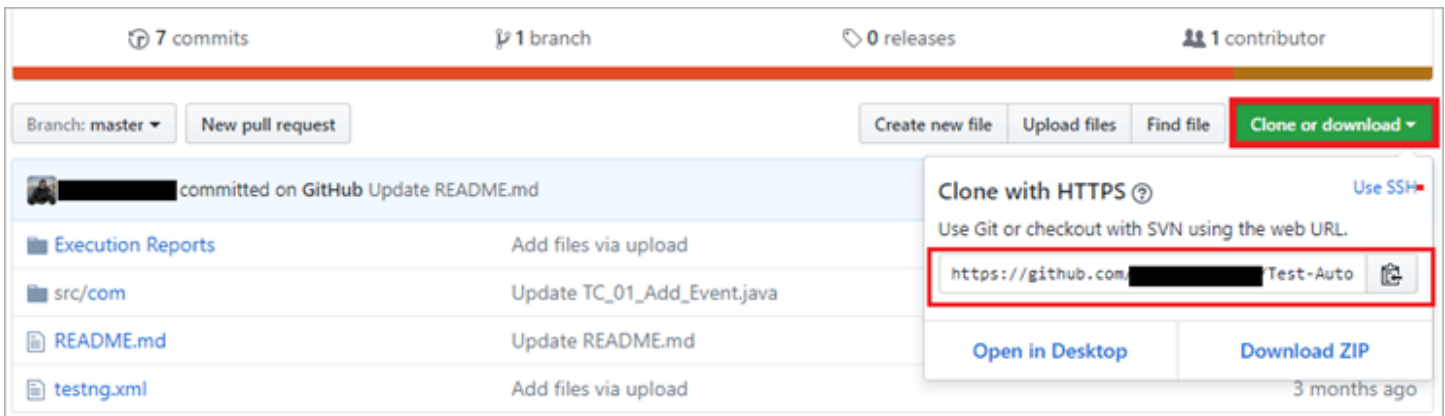 7 commits 1 branch 0 releases 1 contributor
Branch: master New pull request Create new file Upload files Find file Clone or download
committed on GitHub Update README.md
Clone with HTTPS Use SSH
Use Git or checkout with SVN using the web URL.
https://github.com/ /Test-Auto
Open in Desktop Download ZIP
Execution Reports Add files via upload
src/com Update TC_01_Add_Event.java
README.md Update README.md
testng.xml Add files via upload 3 months ago